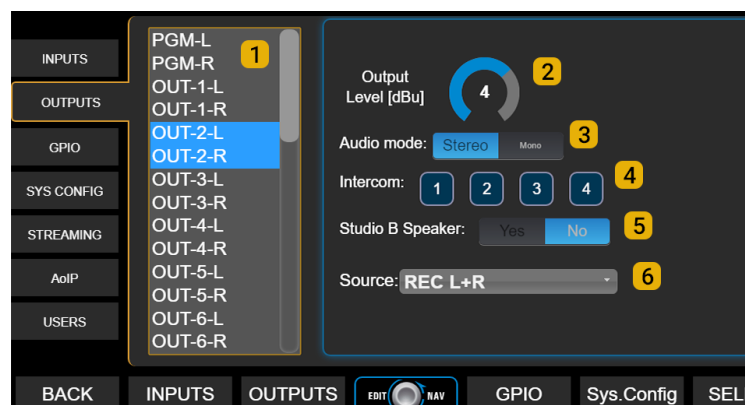 INPUTS
OUTPUTS
GPIO
SYS CONFIG
STREAMING
AoIP
USERS
PGM-L
PGM-R
OUT-1-L
OUT-1-R
OUT-2-L
OUT-2-R
OUT-3-L
OUT-3-R
OUT-4-L
OUT-4-R
OUT-5-L
OUT-5-R
OUT-6-L
OUT-6-R
1
Output
Level [dBu]
4
2
Audio mode: Stereo Mono 3
Intercom: 1 2 3 4 4
Studio B Speaker: Yes No 5
Source: REC L+R 6
BACK INPUTS OUTPUTS EDIT NAV GPIO Sys.Config SEL